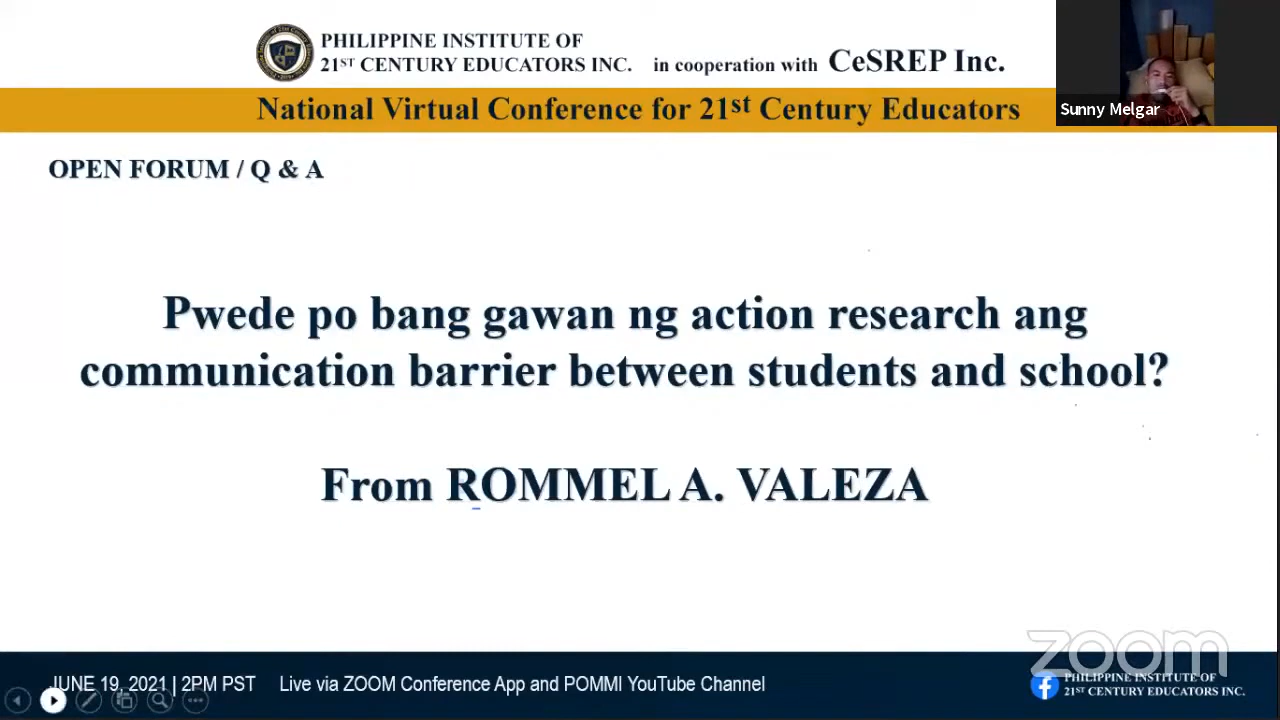 PHILIPPINE INSTITUTE OF
21ST CENTURY EDUCATORS INC. in cooperation with CeSREP Inc.
National Virtual Conference for 21st Century Educators
Sunny Melgar
OPEN FORUM / Q & A
Pwede po bang gawan ng action research ang
communication barrier between students and school?
From ROMMEL A. VALEZA
zoom
JUNE 19, 2021 | 2PM PST Live via ZOOM Conference App and POMMI YouTube Channel
PHILIPPINE INSTITUTE OF
21ST CENTURY EDUCATORS INC.